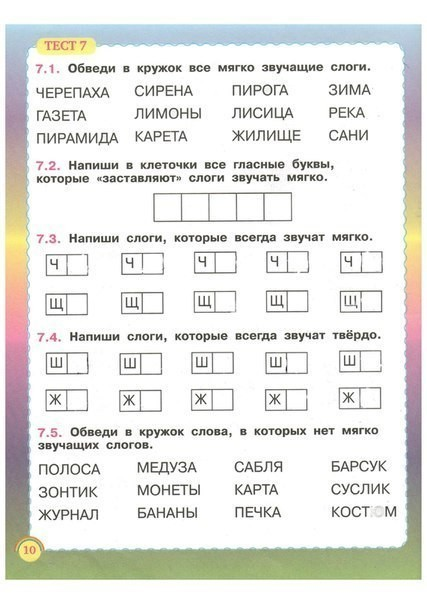 ТЕСТ 7
7.1. Обведи в кружок все мягко звучащие слоги.
ЧЕРЕПАХА СИРЕНА ПИРОГА ЗИМА
ГАЗЕТА ЛИМОНЫ ЛИСИЦА РЕКА
ПИРАМИДА КАРЕТА ЖИЛИЩЕ САНИ
7.2. Напиши в клеточки все гласные буквы,
которые «заставляют» слоги звучать мягко.
7.3. Напиши слоги, которые всегда звучат мягко.
Ч Ч Ч Ч Ч
Щ Щ Щ Щ Щ
7.4. Напиши слоги, которые всегда звучат твёрдо.
Ш Ш Ш Ш Ш
Ж Ж Ж Ж Ж
7.5. Обведи в кружок слова, в которых нет мягко
звучащих слогов.
ПОЛОСА МЕДУЗА САБЛЯ БАРСУК
ЗОНТИК МОНЕТЫ КАРТА СУСЛИК
ЖУРНАЛ БАНАНЫ ПЕЧКА КОСТЮМ
10